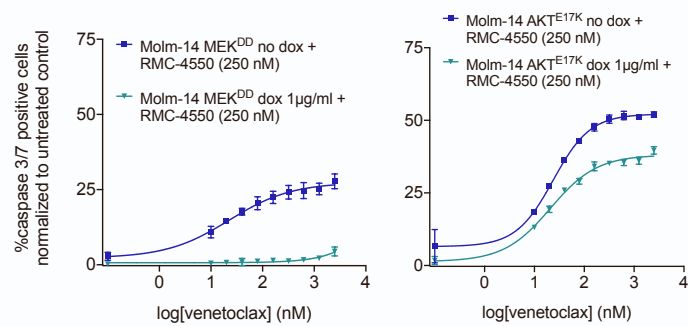 Molm-14 MEKDD no dox +
RMC-4550 (250 nM)
Molm-14 MEKDD dox 1µg/ml +
RMC-4550 (250 nM)
%caspase 3/7 positive cells
normalized to untreated control
75
50
25
0
0
1
2
3
4
log[venetoclax] (nM)
Molm-14 AKTE17K no dox +
RMC-4550 (250 nM)
Molm-14 AKTE17K dox 1µg/ml +
RMC-4550 (250 nM)
75
50
25
0
0
1
2
3
4
log[venetoclax] (nM)